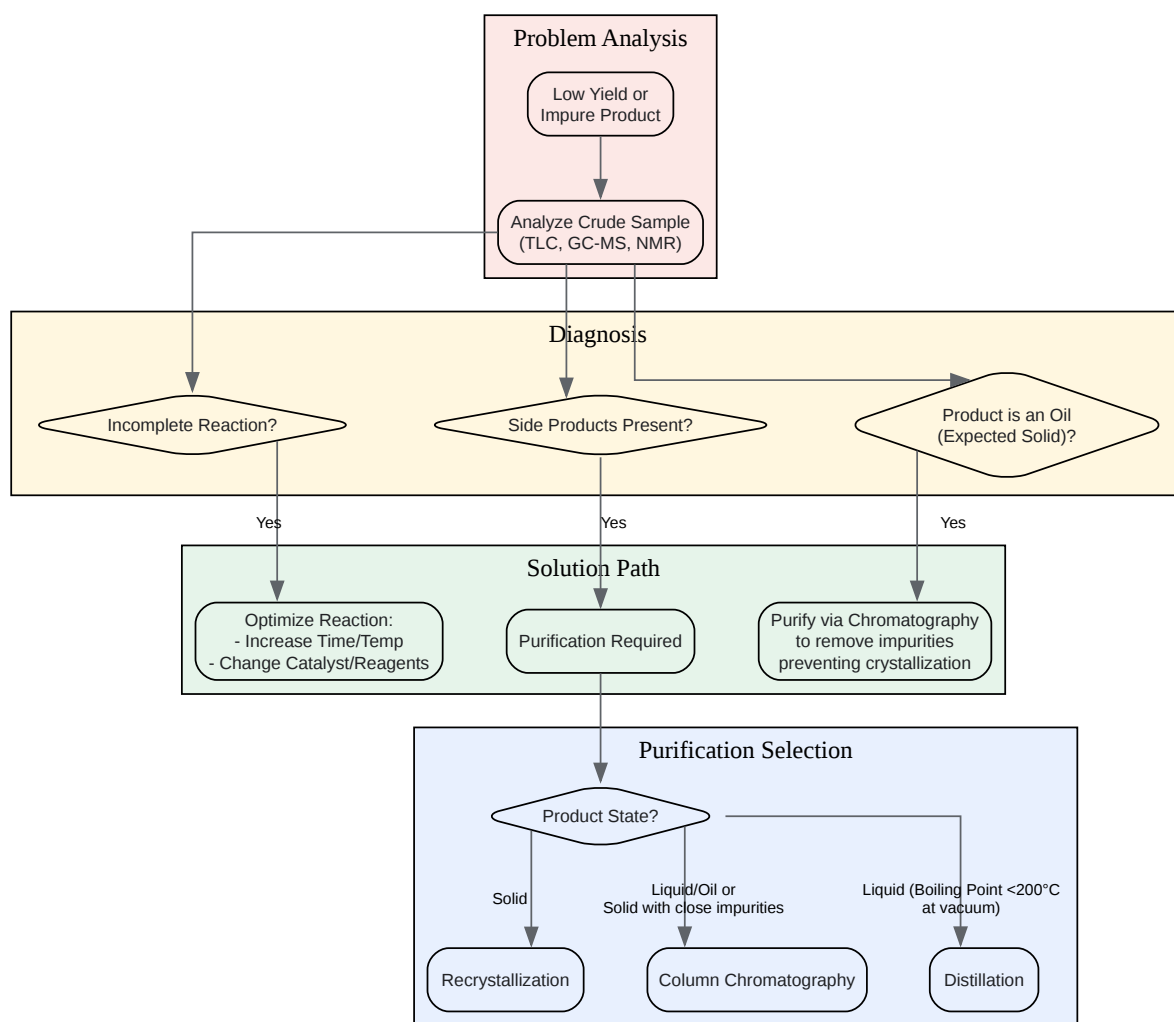 Problem Analysis
Low Yield or
Impure Product
Analyze Crude Sample
(TLC, GC-MS, NMR)
Diagnosis
Incomplete Reaction?
Side Products Present?
Product is an Oil
(Expected Solid)?
Yes
Yes
Yes
Solution Path
Optimize Reaction:
- Increase Time/Temp
- Change Catalyst/Reagents
Purification Required
Purify via Chromatography
to remove impurities
preventing crystallization
Purification Selection
Product State?
Solid
Liquid/Oil or
Solid with close impurities
Liquid (Boiling Point <200°C
at vacuum)
Recrystallization
Column Chromatography
Distillation